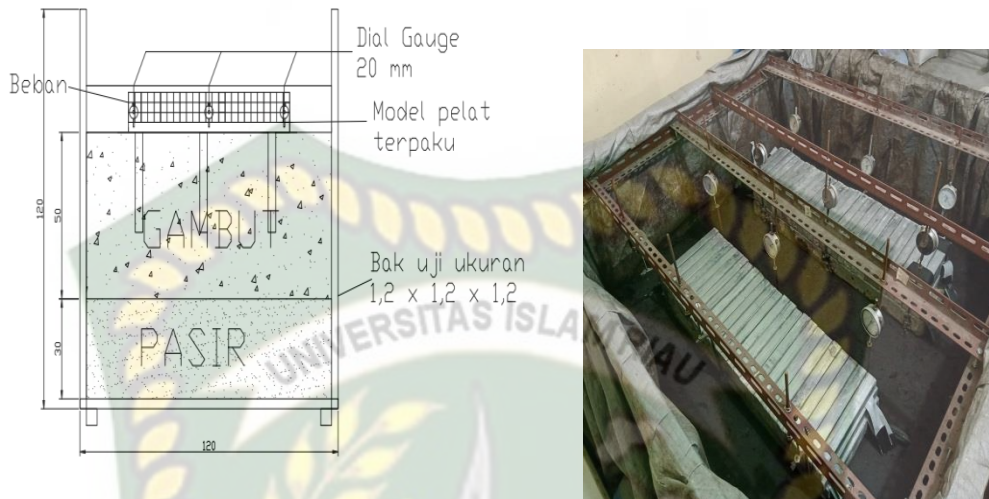 Dial Gauge
20 mm
Beban
Model pelat
terpaku
120
50
GAMBUT
Bak uji ukuran
1,2 x 1,2 x 1,2
30
PASIR
120
UNIVERSITAS ISLAM RIAU